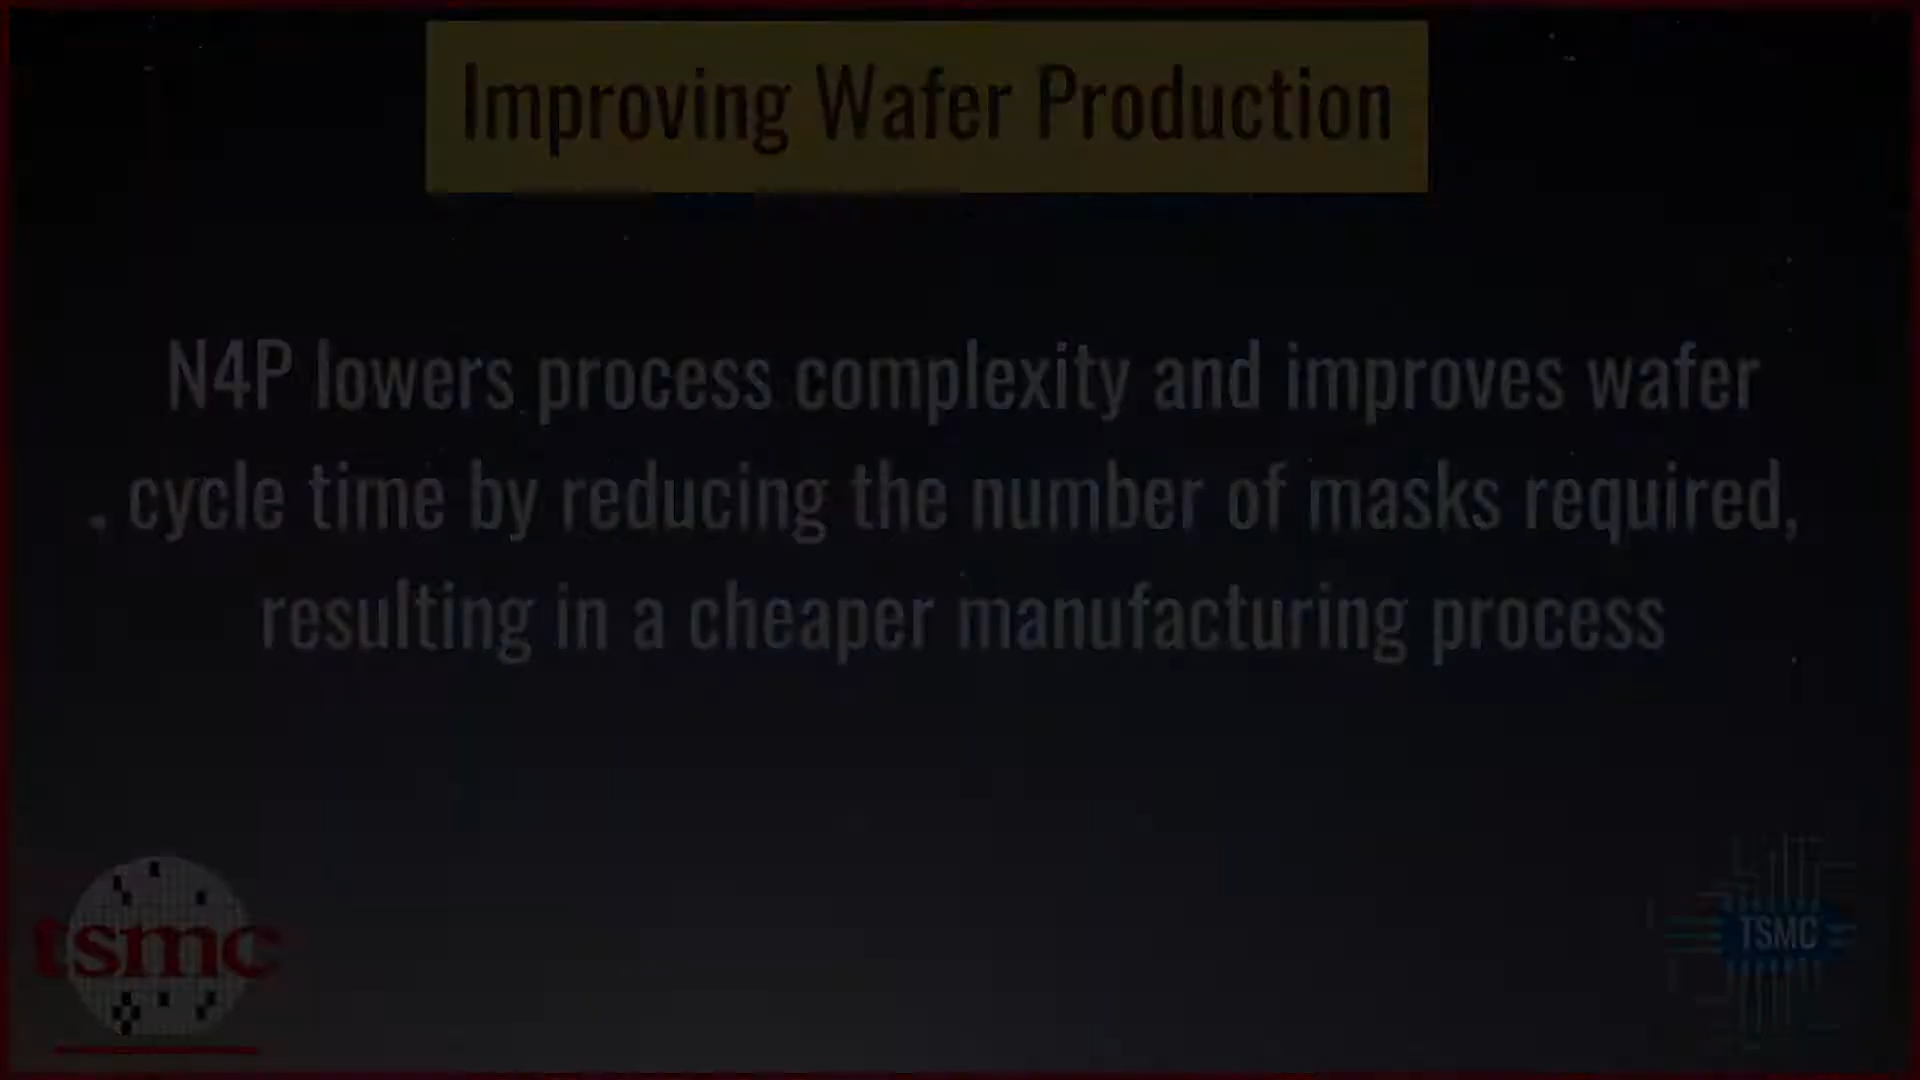 Improving Wafer Production
N4P lowers process complexity and improves wafer
cycle time by reducing the number of masks required,
resulting in a cheaper manufacturing process
tsmc
TSMC